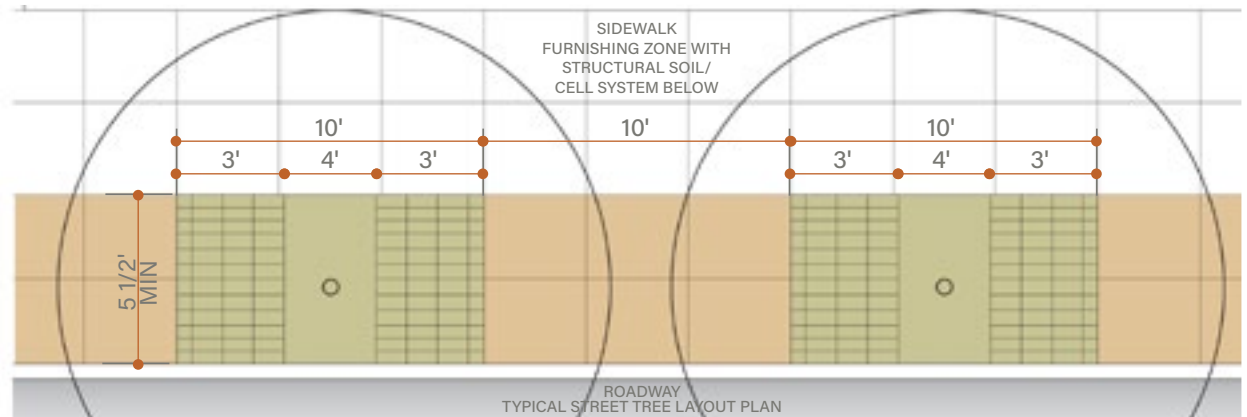 SIDEWALK
FURNISHING ZONE WITH
STRUCTURAL SOIL/
CELL SYSTEM BELOW
10' 10' 10'
3' 4' 3' 3' 4' 3'
5 1/2'
MIN
ROADWAY
TYPICAL STREET TREE LAYOUT PLAN